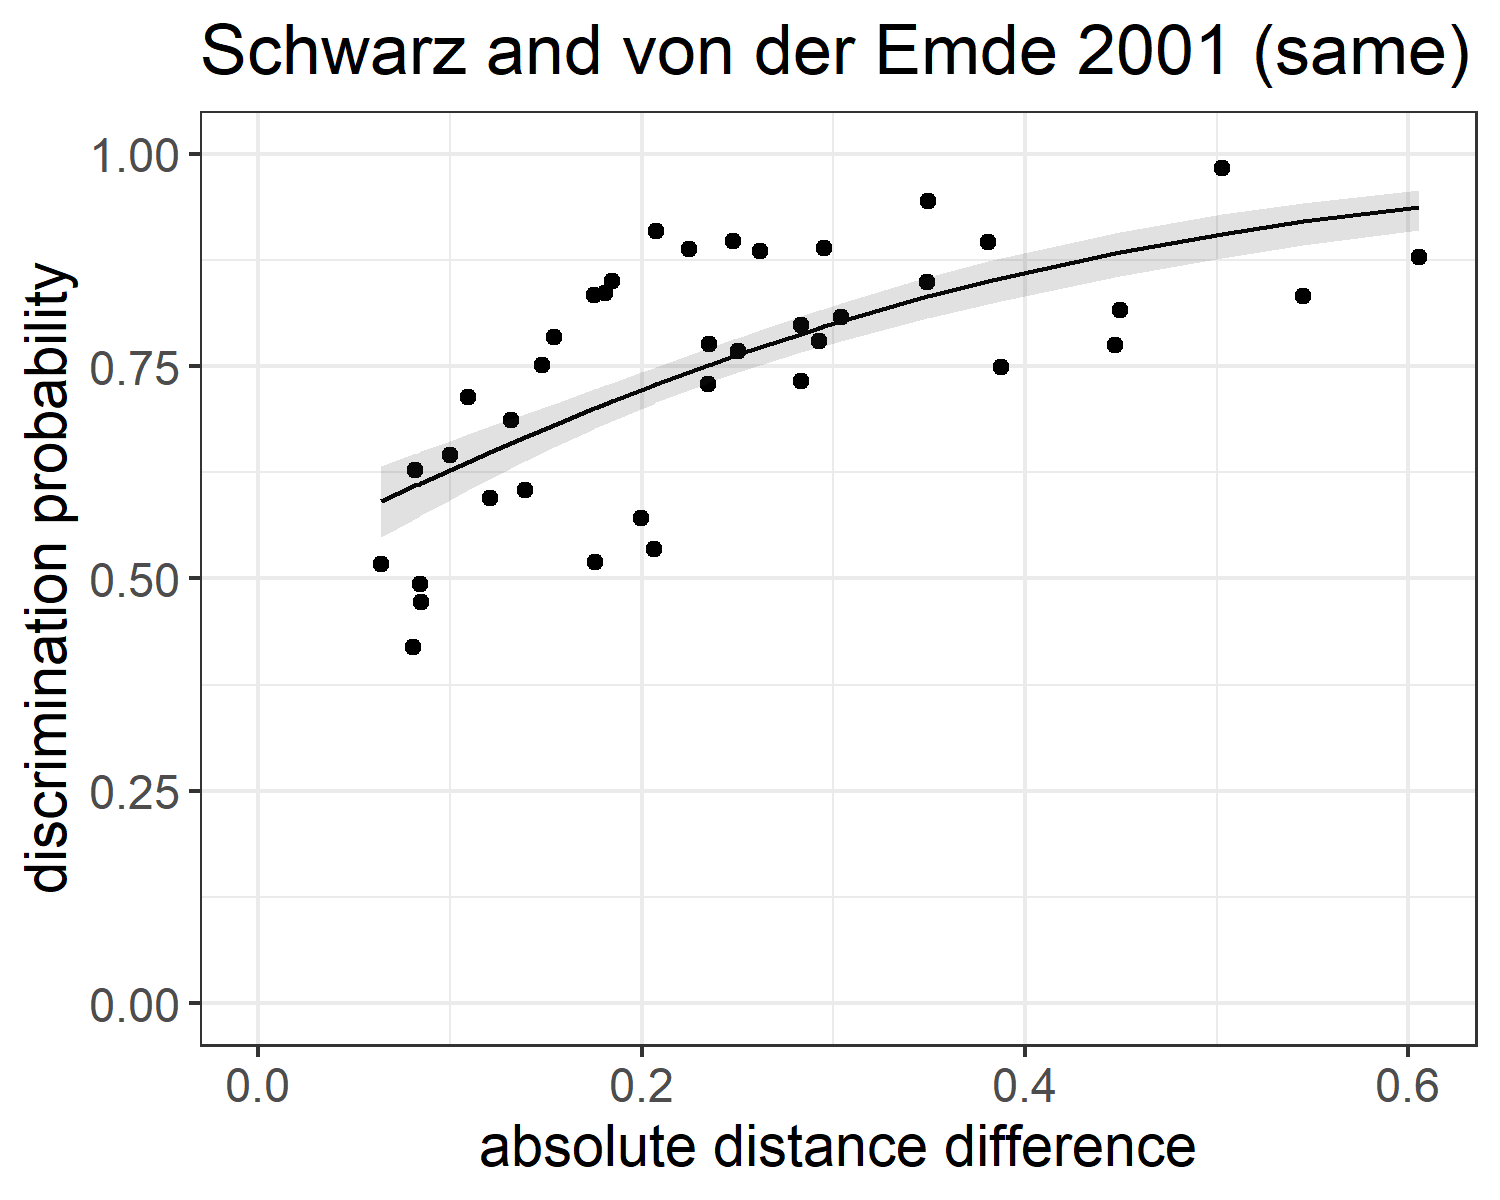 Schwarz and von der Emde 2001 (same)
discrimination probability
1.00
0.75
0.50
0.25
0.00
0.0 0.2 0.4 0.6
absolute distance difference